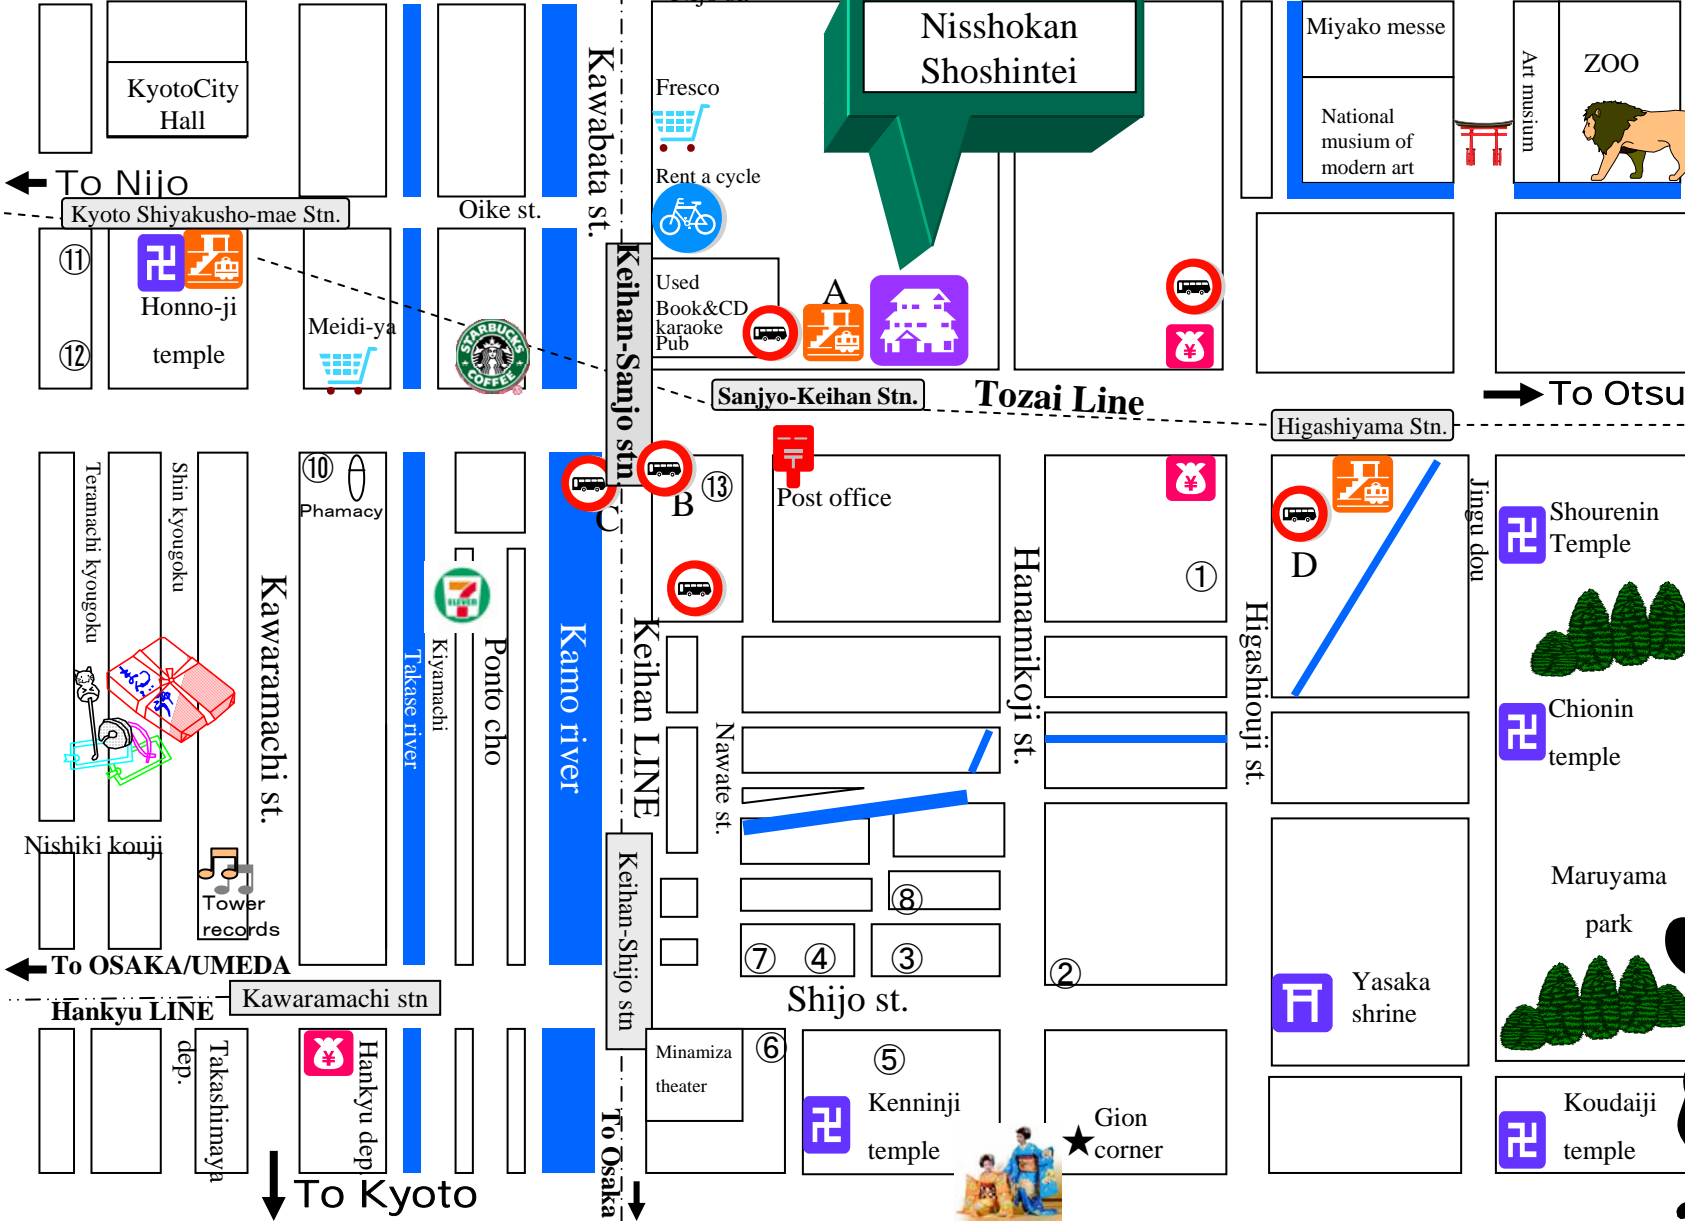 Nisshokan
Shoshintei
KyotoCity
Hall
Kawabata st.
Fresco
Rent a cycle
Miyako messe
National
musium of
modern art
Art musium
ZOO
To Nijo
Kyoto Shiyakusho-mae Stn.
Oike st.
⑪
⑫
Honno-ji
temple
Meidi-ya
STARBUCKS
COFFEE
Keihan-Sanjo stn.
Used
Book&CD
karaoke
Pub
A
¥
Sanjyo-Keihan Stn.
Tozai Line
To Otsu
Higashiyama Stn.
Teramachi kyougoku
Shin kyougoku
Kawaramachi st.
⑩
Phamacy
7
ELEVEN
Takase river
Kiyamachi
Ponto cho
Kamo river
C
B
⑬
Post office
Keihan LINE
Nawate st.
Hanamikoji st.
¥
①
Higashiouji st.
D
Jingu dou
Shourenin
Temple
Chionin
temple
Nishiki kouji
Tower
records
Keihan-Shijo stn
⑧
⑦
④
③
②
Shijo st.
Maruyama
park
Yasaka
shrine
To OSAKA/UMEDA
Kawaramachi stn
Hankyu LINE
Takashimaya
dep.
¥
Hankyu dep.
Minamiza
theater
⑥
⑤
Kenninji
temple
Gion
corner
Koudaiji
temple
To Kyoto
To Osaka